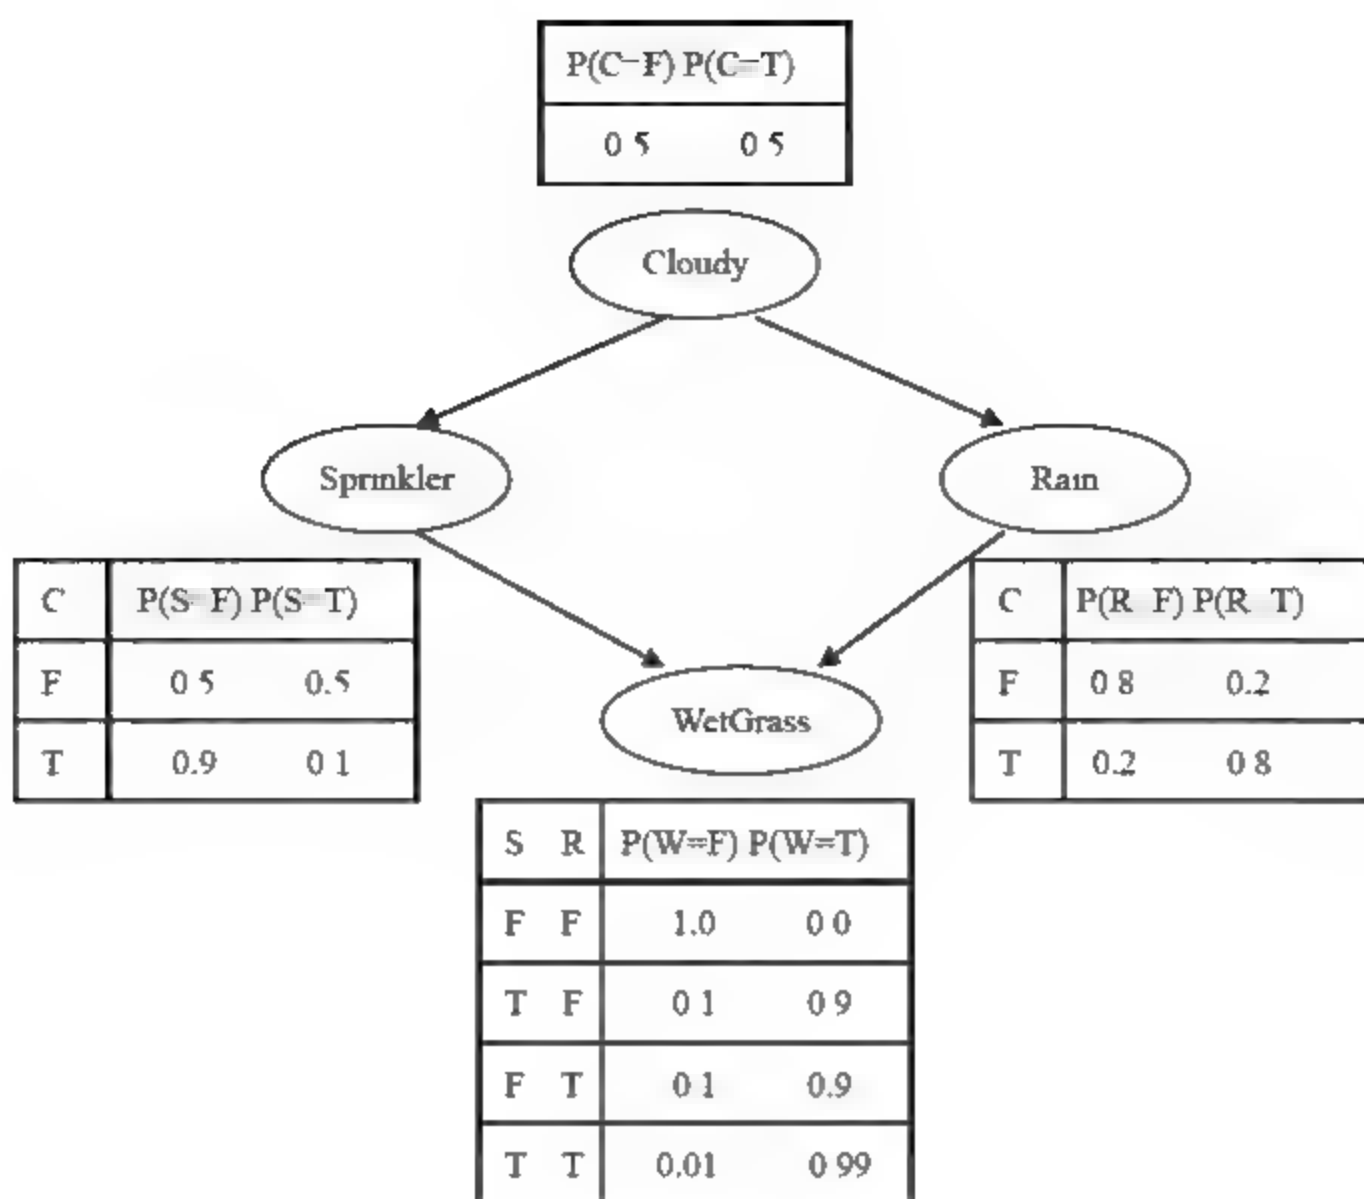 P(C=F) P(C=T)
0.5 0.5
Cloudy
Sprinkler
Rain
C P(S=F) P(S=T)
F 0.5 0.5
T 0.9 0.1
C P(R=F) P(R=T)
F 0.8 0.2
T 0.2 0.8
WetGrass
S R P(W=F) P(W=T)
F F 1.0 0.0
T F 0.1 0.9
F T 0.1 0.9
T T 0.01 0.99